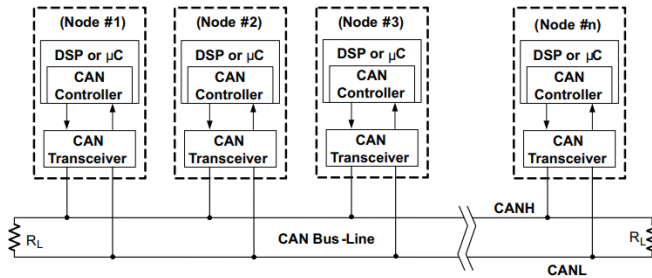 (Node #1) (Node #2) (Node #3) (Node #n)
DSP or µC DSP or µC DSP or µC DSP or µC
CAN CAN CAN CAN
Controller Controller Controller Controller
CAN CAN CAN CAN
Transceiver Transceiver Transceiver Transceiver
CANH
RL CAN Bus-Line RL
CANL